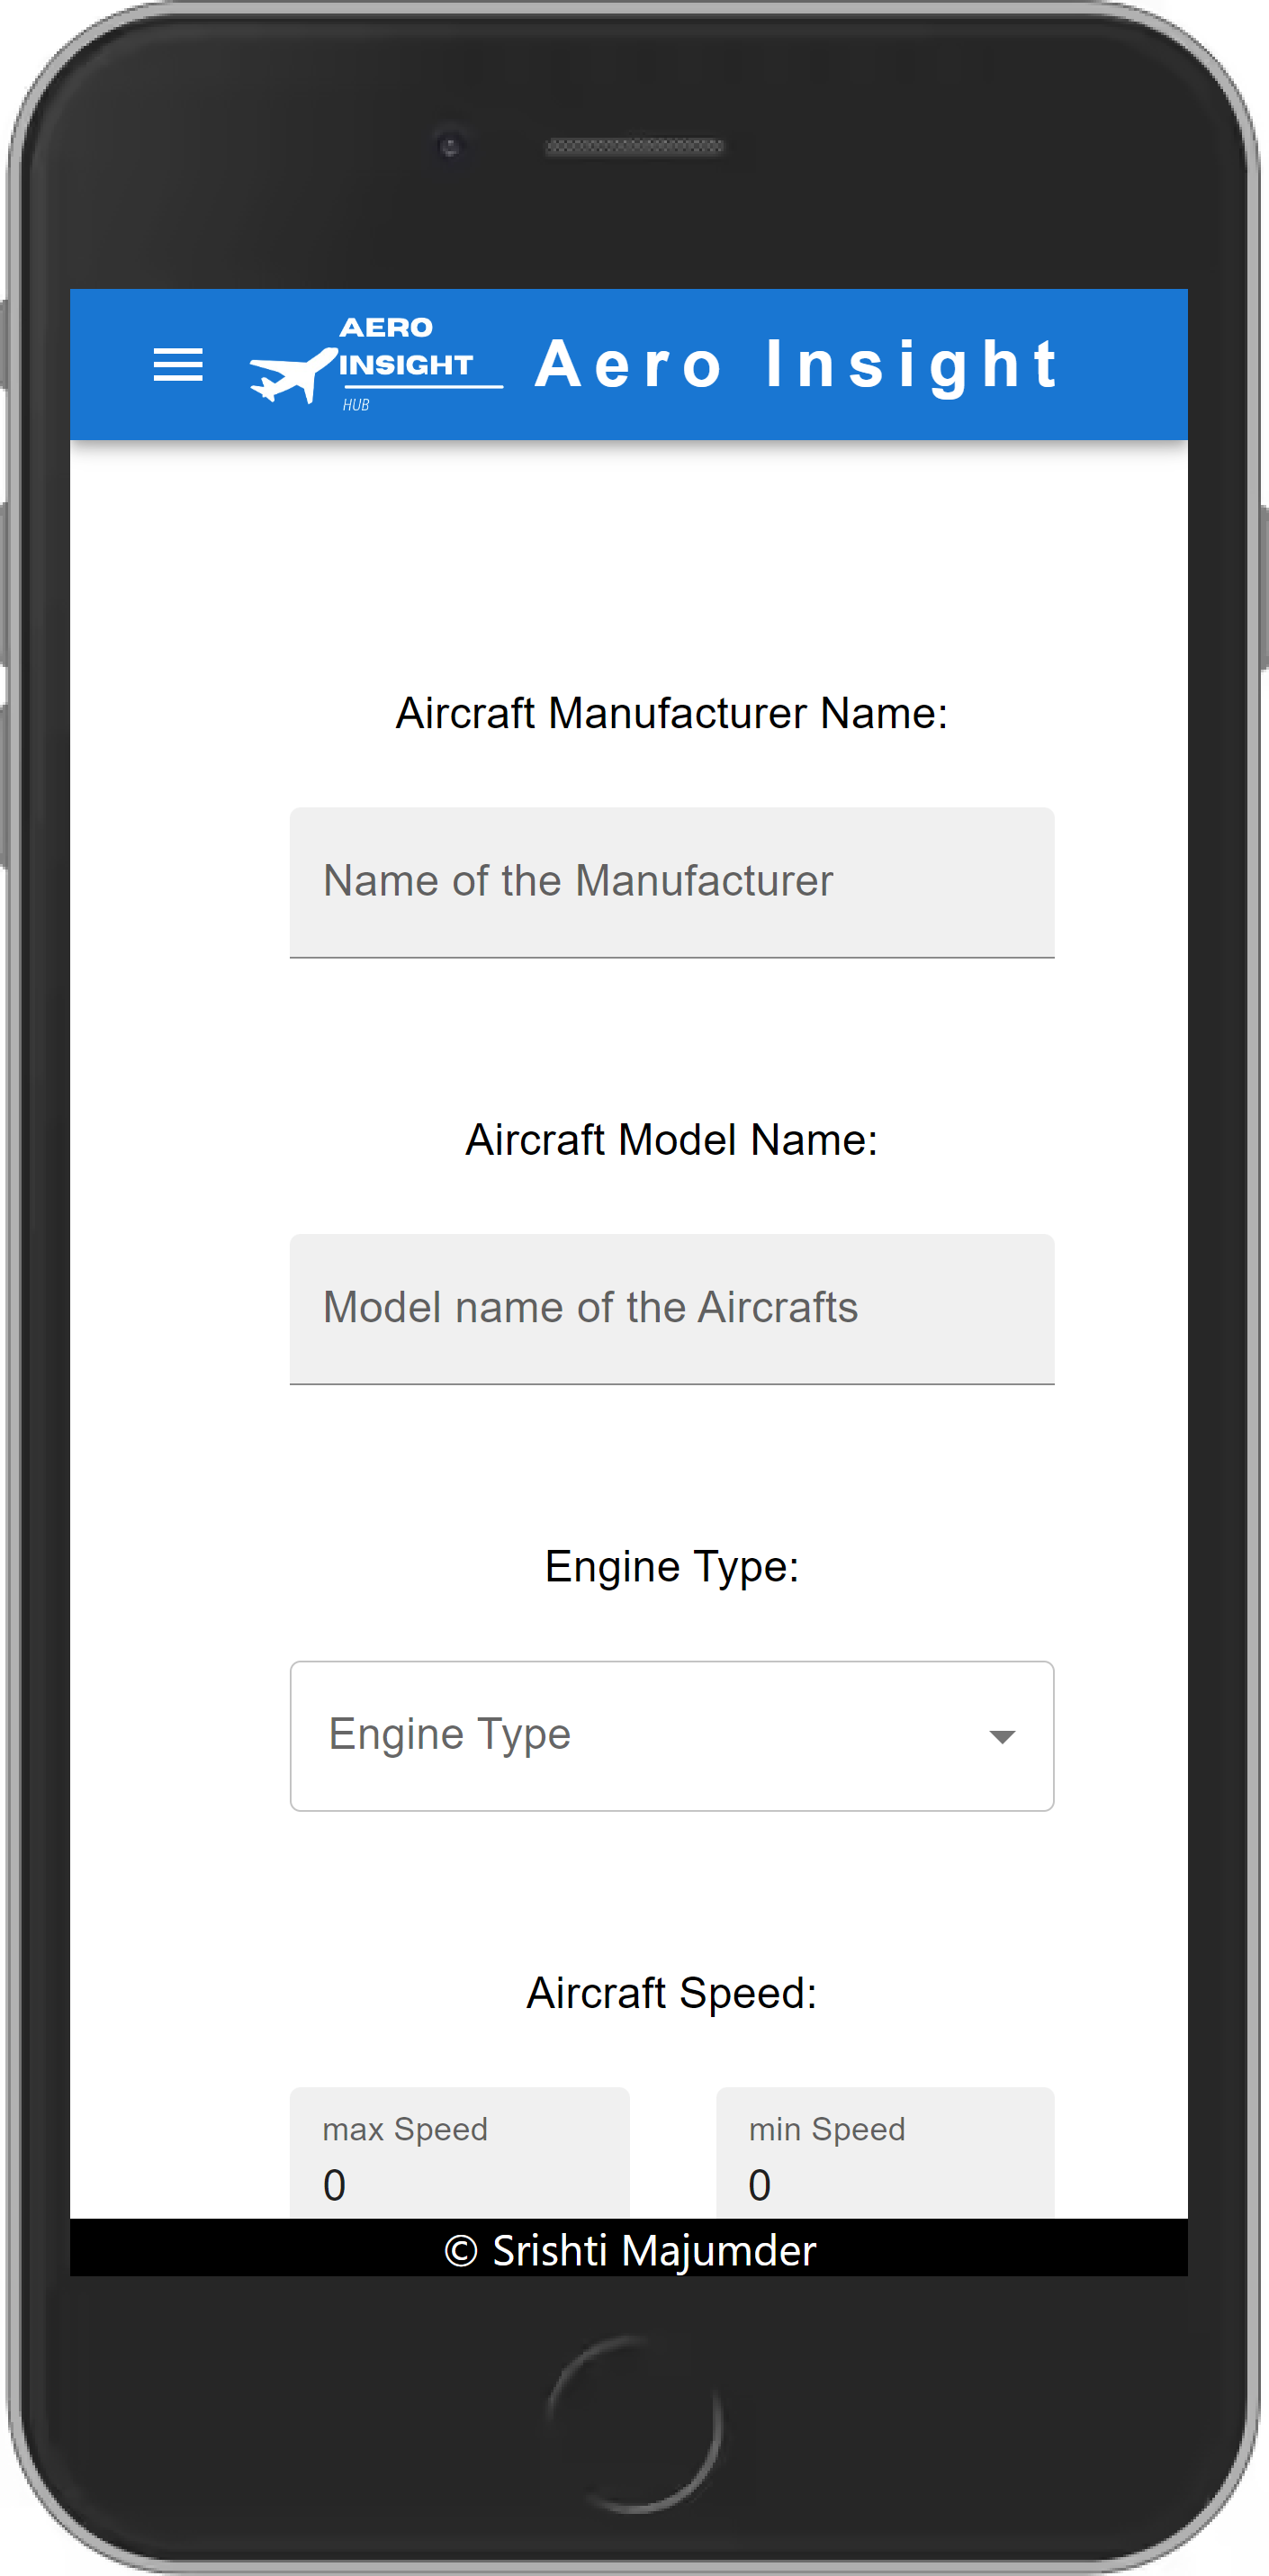 AERO
INSIGHT
HUB
Aero Insight
Aircraft Manufacturer Name:
Name of the Manufacturer
Aircraft Model Name:
Model name of the Aircrafts
Engine Type:
Engine Type
Aircraft Speed:
max Speed min Speed
0 0
© Srishti Majumder